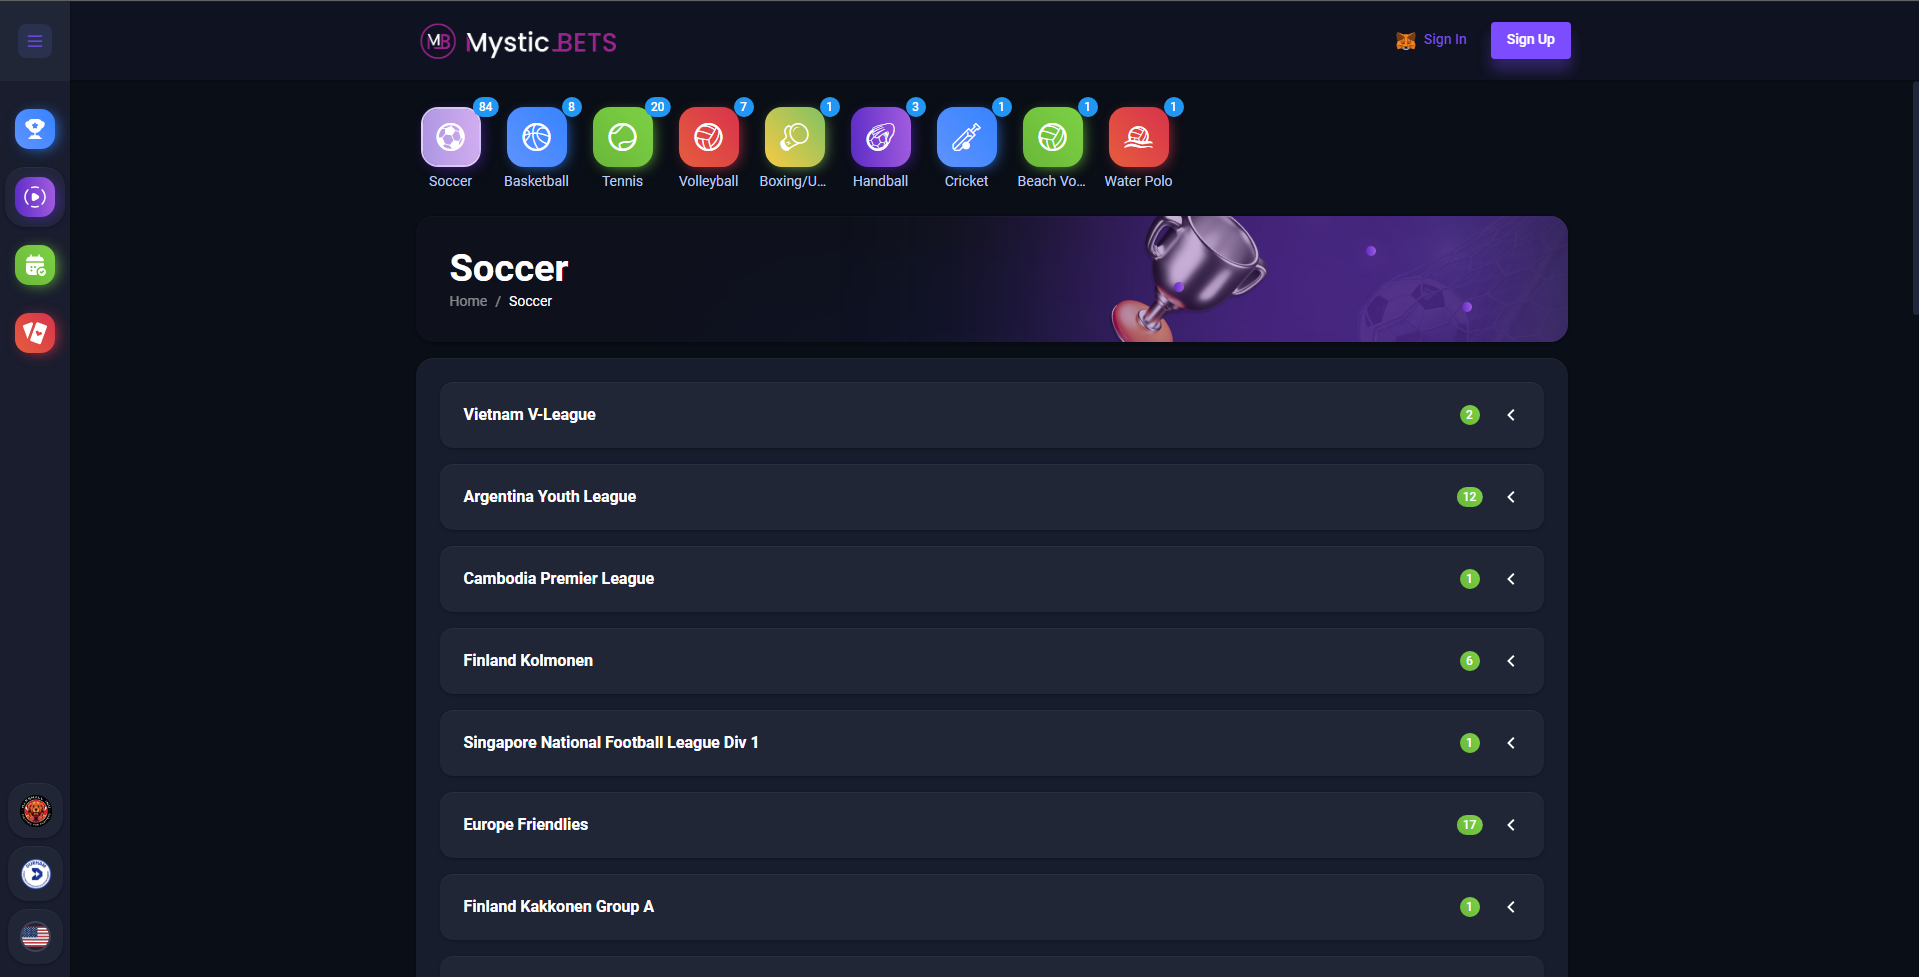 MB Mystic_BETS
Sign In
Sign Up
84
8
20
7
1
3
1
1
1
Soccer
Basketball
Tennis
Volleyball
Boxing/U...
Handball
Cricket
Beach Vo...
Water Polo
Soccer
Home / Soccer
Vietnam V-League 2
Argentina Youth League 12
Cambodia Premier League 1
Finland Kolmonen 6
Singapore National Football League Div 1 1
Europe Friendlies 17
Finland Kakkonen Group A 1